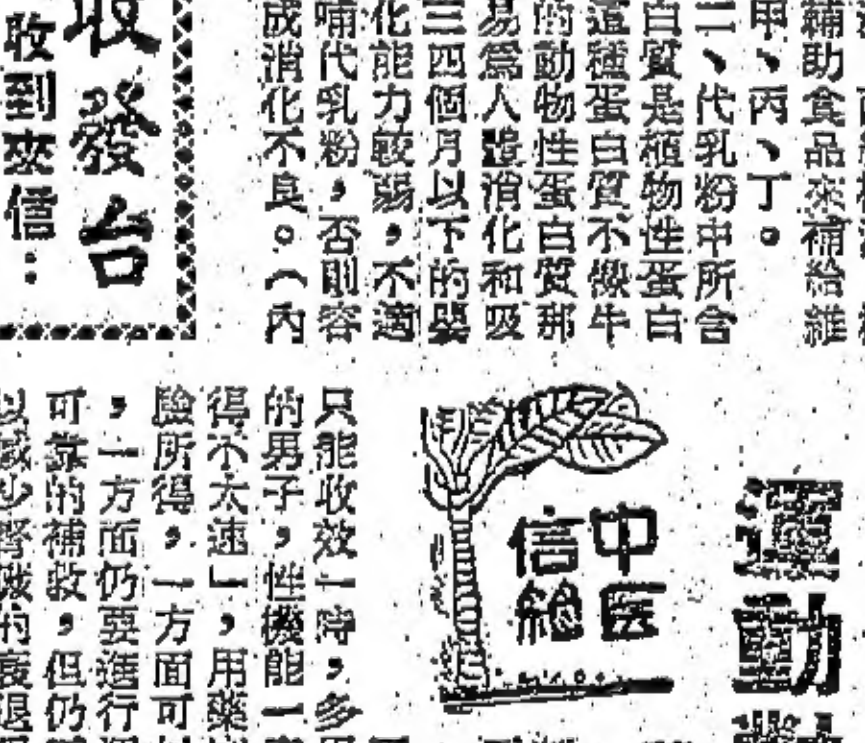 輔助食品來補給維
甲、丙、丁。
二、代乳粉中所含
白質是植物性蛋白
這種蛋白質不像牛
的動物性蛋白質那
易爲人體消化和吸
三四個月以下的嬰
化能力較弱,不適
哺代乳粉,否則容
成消化不良。(內
收發台
收到來信:
運動
中医
信箱
只能收效一時,多
的男子,性機能一
得不太速」,用藥
險所得,一方面可
,一方面仍要進行
可靠的補救,但仍
以減少腎
的衰退